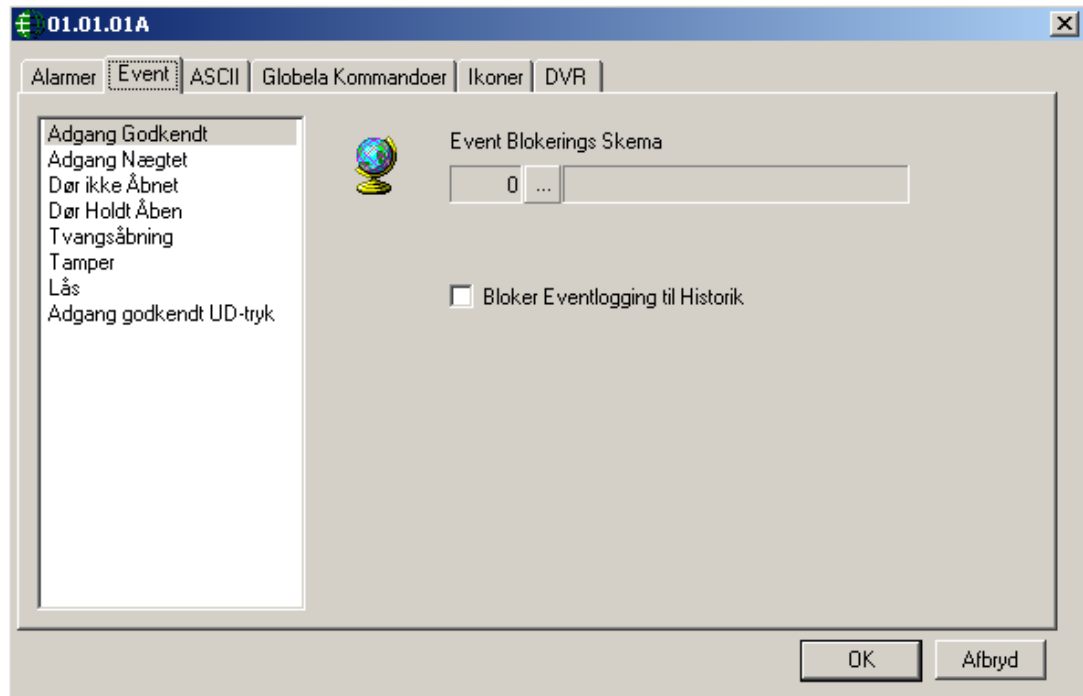 01.01.01A
Alarmer Event ASCII Globela Kommandoer Ikoner DVR
Adgang Godkendt
Adgang Nægtet
Dør ikke Åbnet
Dør Holdt Åben
Tvangsåbning
Tamper
Lås
Adgang godkendt UD-tryk
Event Blokerings Skema
0 ...
Bloker Eventlogging til Historik
OK Afbryd